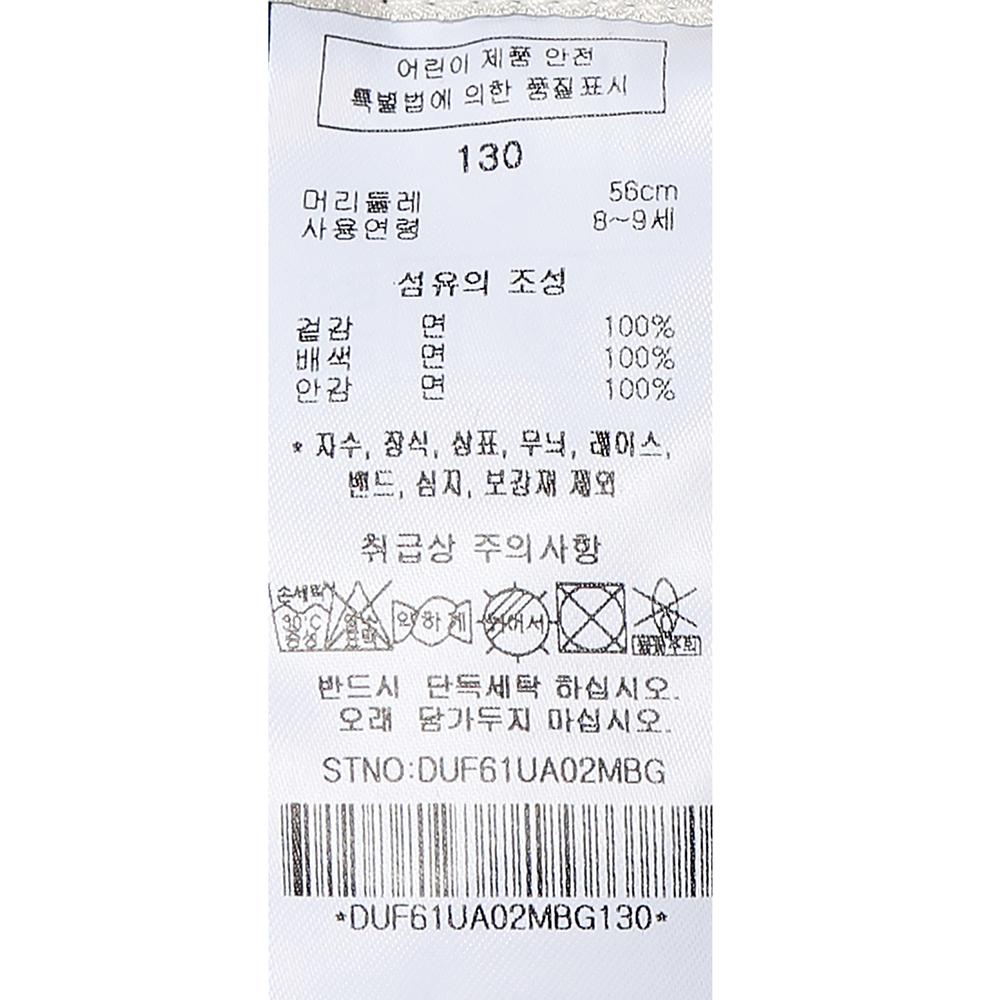 어린이 제품 안전
특별법에 의한 품질표시
130
머리둘레 56cm
사용연령 8~9세
섬유의 조성
겉감 면 100%
배색 면 100%
안감 면 100%
* 자수, 장식, 상표, 무늬, 레이스,
밴드, 심지, 보강재 제외
취급상 주의사항
손세탁
30°C
중성
약하게
뉘어서
반드시 단독세탁 하십시오.
오래 담가두지 마십시오.
STNO:DUF61UA02MBG
*DUF61UA02MBG130*